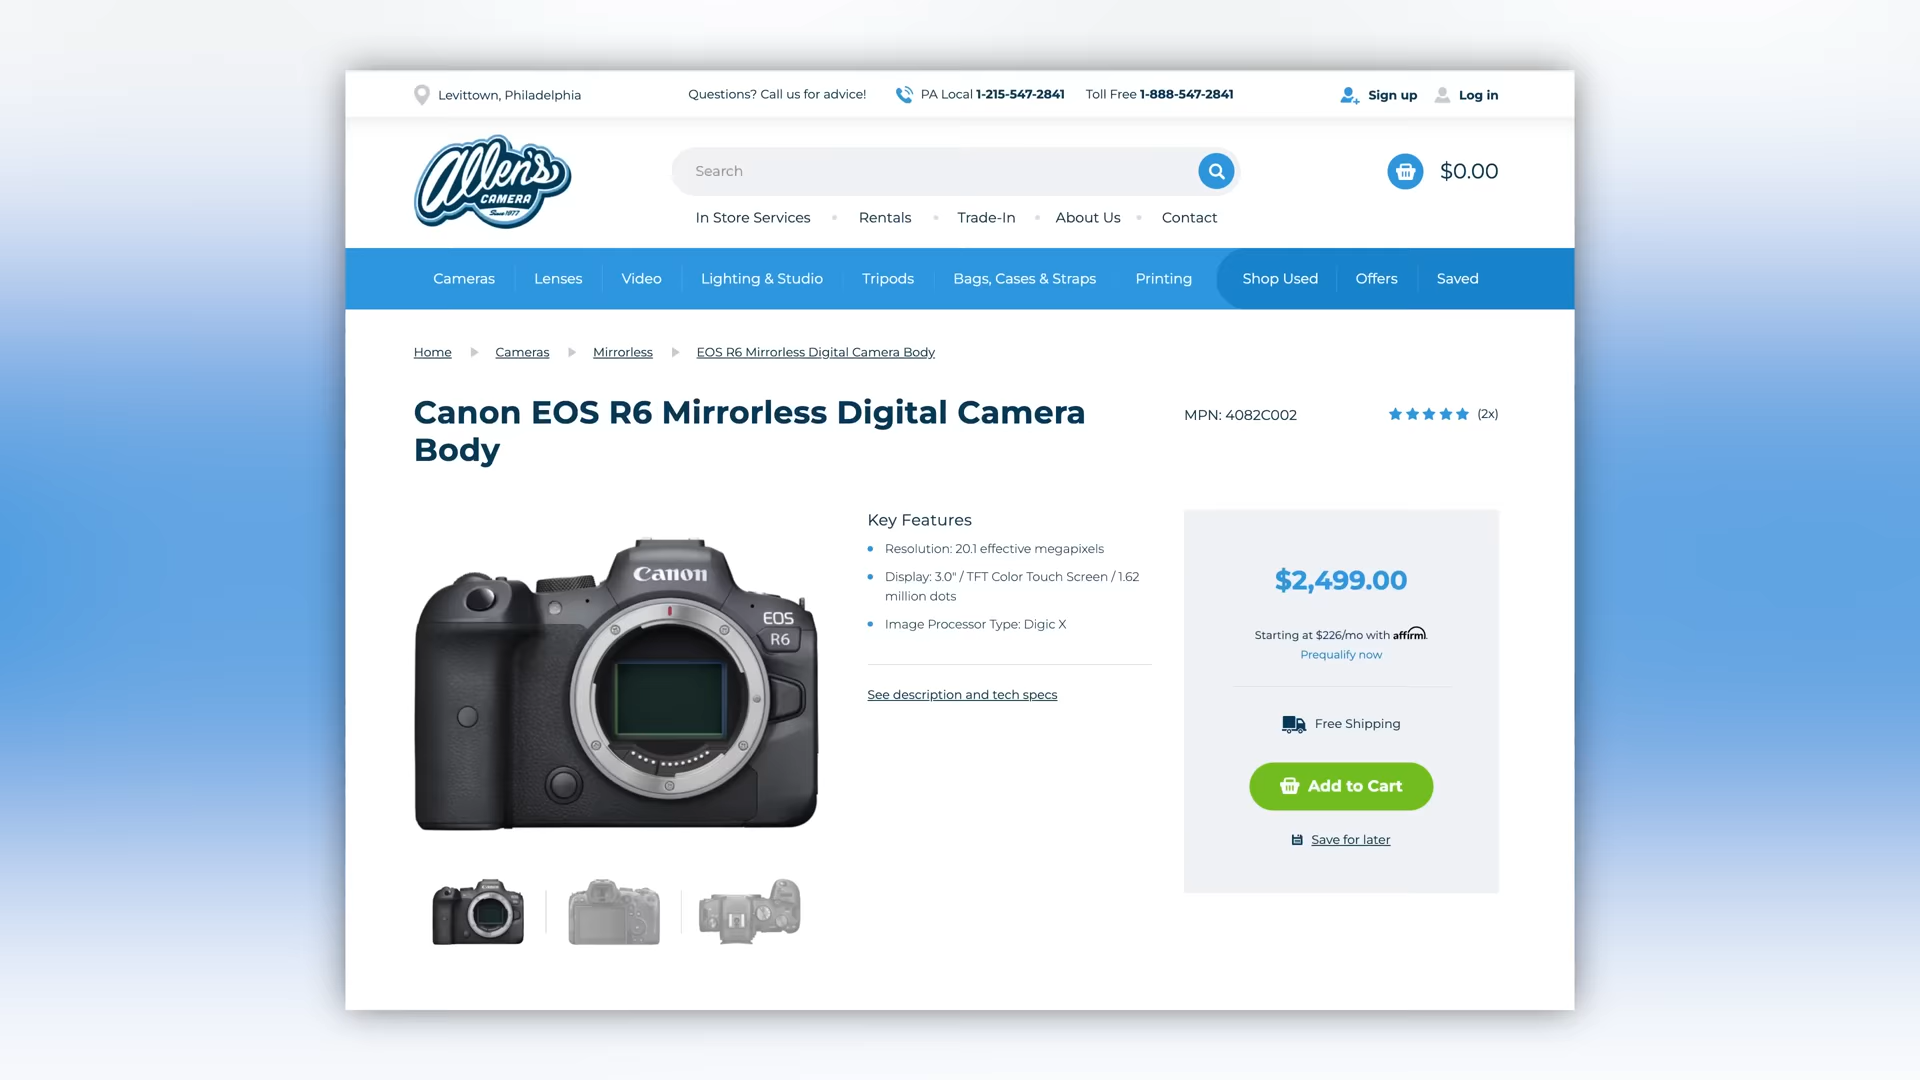 Levittown, Philadelphia
Questions? Call us for advice!
PA Local 1-215-547-2841
Toll Free 1-888-547-2841
Sign up
Log in
Allen's
CAMERA
Since 1977
Search
$0.00
In Store Services
Rentals
Trade-In
About Us
Contact
Cameras
Lenses
Video
Lighting & Studio
Tripods
Bags, Cases & Straps
Printing
Shop Used
Offers
Saved
Home
Cameras
Mirrorless
EOS R6 Mirrorless Digital Camera Body
Canon EOS R6 Mirrorless Digital Camera
Body
MPN: 4082C002
(2x)
Canon
EOS
R6
Key Features
Resolution: 20.1 effective megapixels
Display: 3.0" / TFT Color Touch Screen / 1.62
million dots
Image Processor Type: Digic X
See description and tech specs
$2,499.00
Starting at $226/mo with affirm.
Prequalify now
Free Shipping
Add to Cart
Save for later